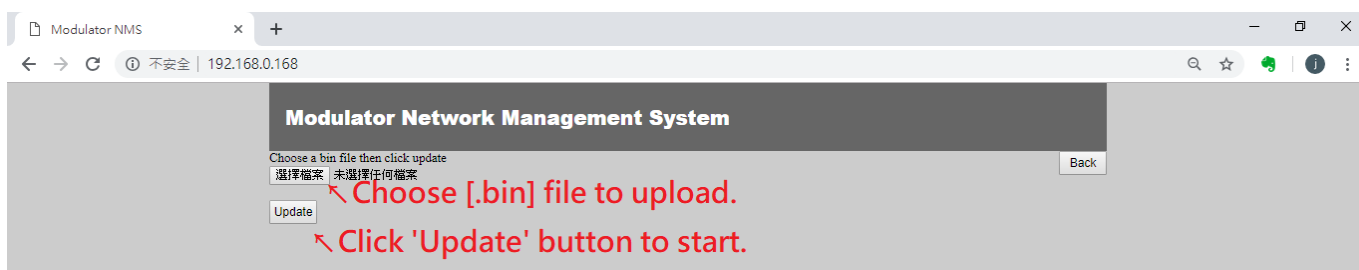 Modulator NMS
不安全 | 192.168.0.168
j
Modulator Network Management System
Choose a bin file then click update
Back
選擇檔案 未選擇任何檔案
↖Choose [.bin] file to upload.
Update
↖Click 'Update' button to start.